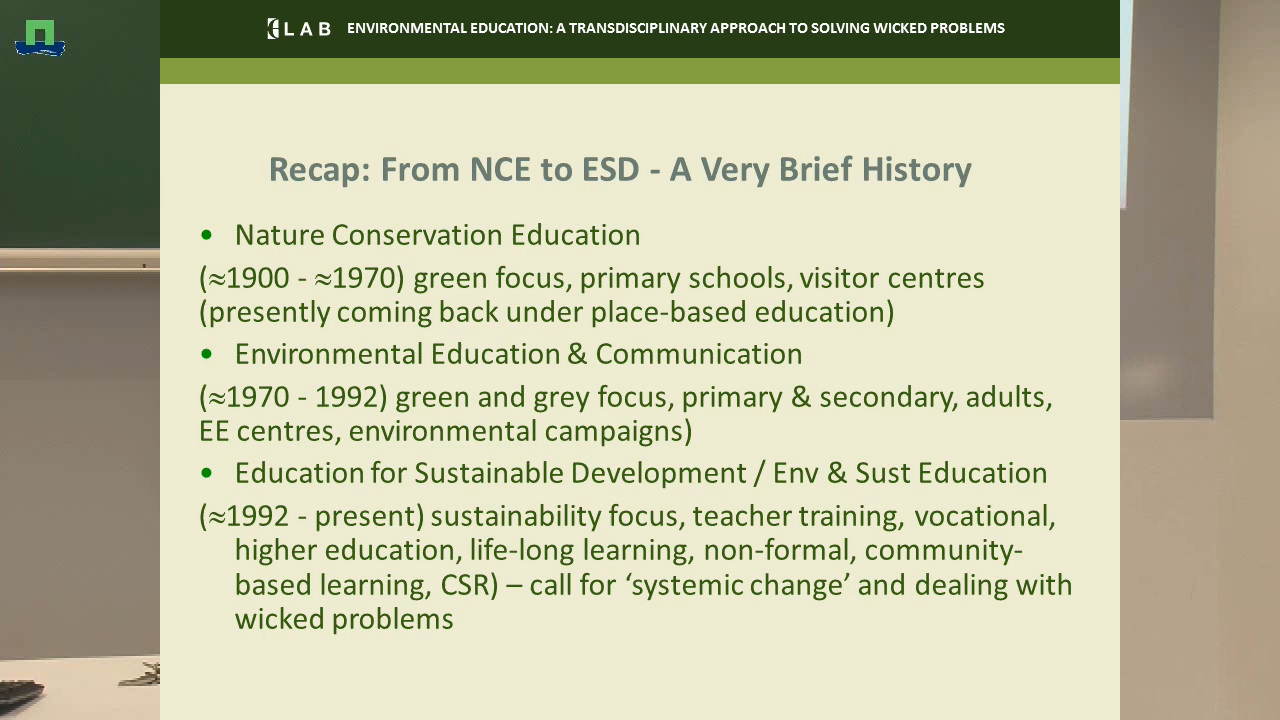 LAB ENVIRONMENTAL EDUCATION: A TRANSDISCIPLINARY APPROACH TO SOLVING WICKED PROBLEMS
Recap: From NCE to ESD - A Very Brief History
• Nature Conservation Education
(≈1900 - ≈1970) green focus, primary schools, visitor centres
(presently coming back under place-based education)
• Environmental Education & Communication
(≈1970 - 1992) green and grey focus, primary & secondary, adults,
EE centres, environmental campaigns)
• Education for Sustainable Development / Env & Sust Education
(≈1992 - present) sustainability focus, teacher training, vocational,
higher education, life-long learning, non-formal, community-
based learning, CSR) – call for ‘systemic change’ and dealing with
wicked problems